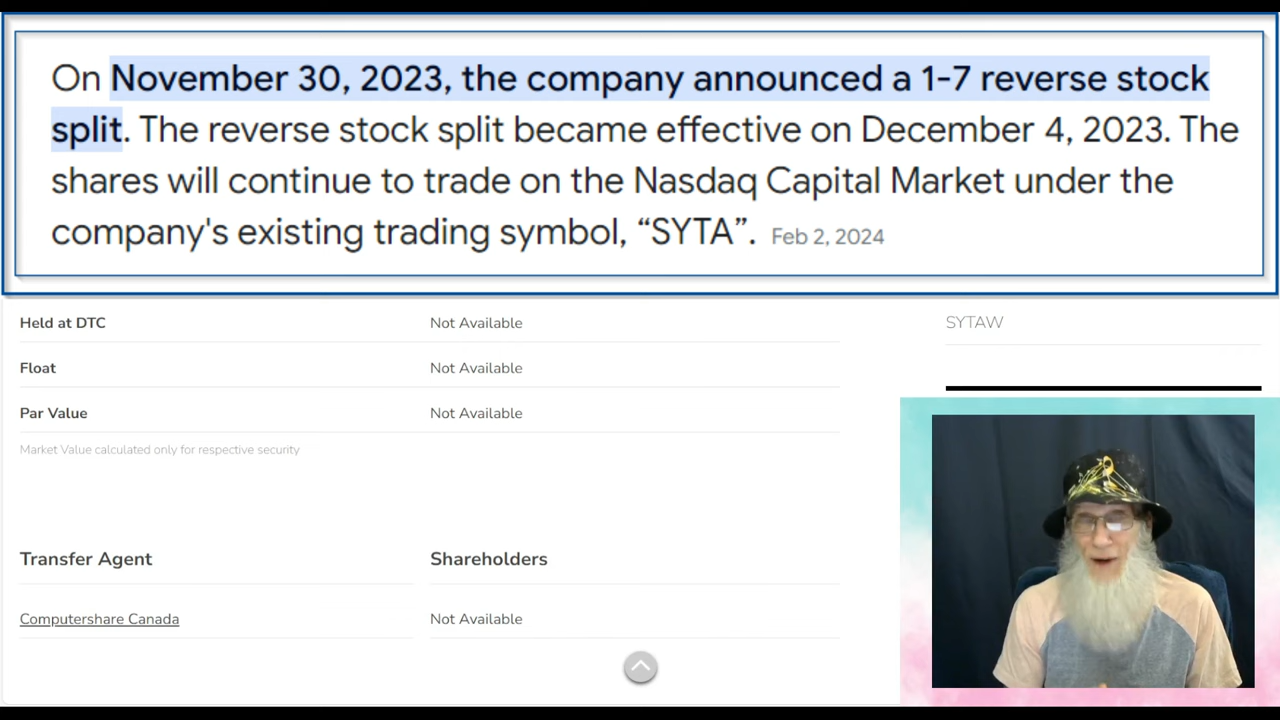 On November 30, 2023, the company announced a 1-7 reverse stock
split. The reverse stock split became effective on December 4, 2023. The
shares will continue to trade on the Nasdaq Capital Market under the
company's existing trading symbol, “SYTA”. Feb 2, 2024
Held at DTC Not Available
SYTAW
Float Not Available
Par Value Not Available
Market Value calculated only for respective security
Transfer Agent Shareholders
Computershare Canada Not Available